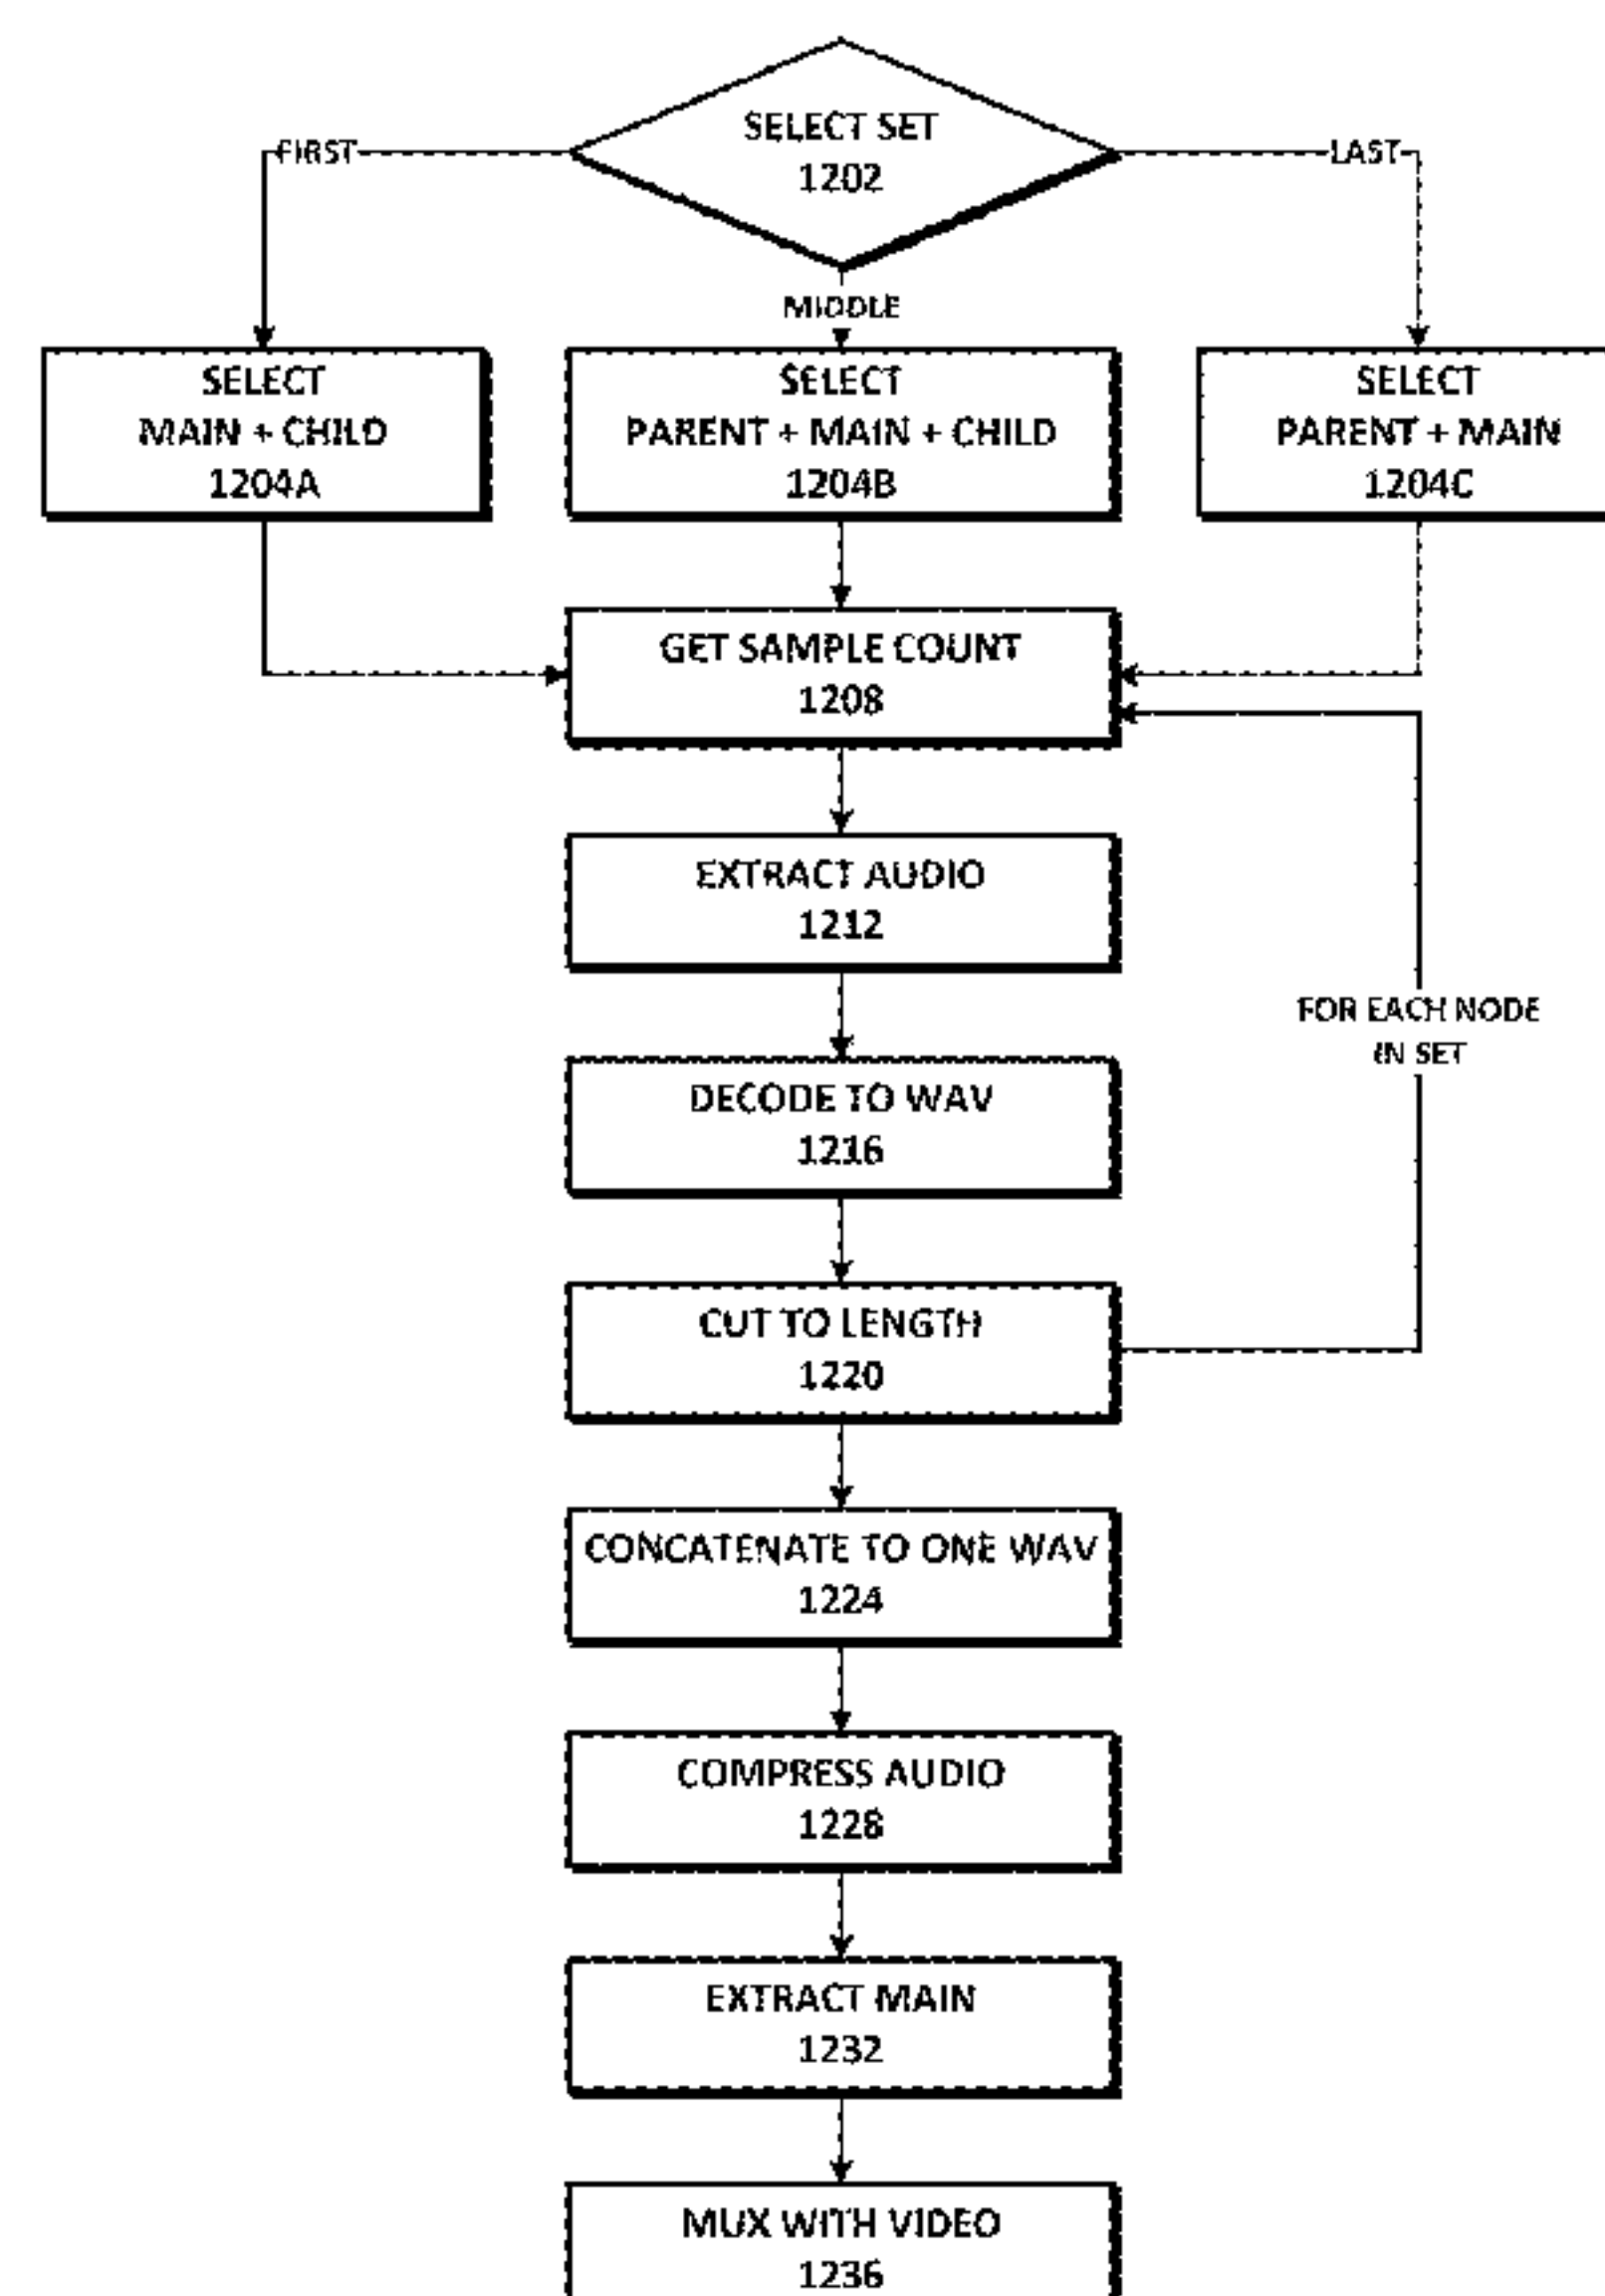 SELECT SET
1202
FIRST
LAST
MIDDLE
SELECT
MAIN + CHILD
1204A
SELECT
PARENT + MAIN + CHILD
1204B
SELECT
PARENT + MAIN
1204C
GET SAMPLE COUNT
1208
EXTRACT AUDIO
1212
FOR EACH NODE
IN SET
DECODE TO WAV
1216
CUT TO LENGTH
1220
CONCATENATE TO ONE WAV
1224
COMPRESS AUDIO
1228
EXTRACT MAIN
1232
MUX WITH VIDEO
1236